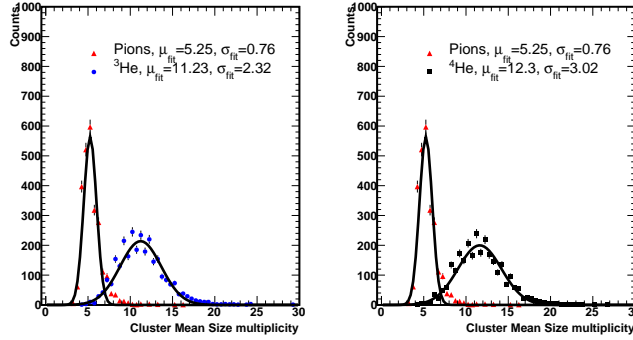 Counts
1000
900
800
700
600
500
400
300
200
100
0
Pions, μfit=5.25, σfit=0.76
³He, μfit=11.23, σfit=2.32
0 5 10 15 20 25 30
Cluster Mean Size multiplicity
Counts
1000
900
800
700
600
500
400
300
200
100
0
Pions, μfit=5.25, σfit=0.76
⁴He, μfit=12.3, σfit=3.02
0 5 10 15 20 25 30
Cluster Mean Size multiplicity